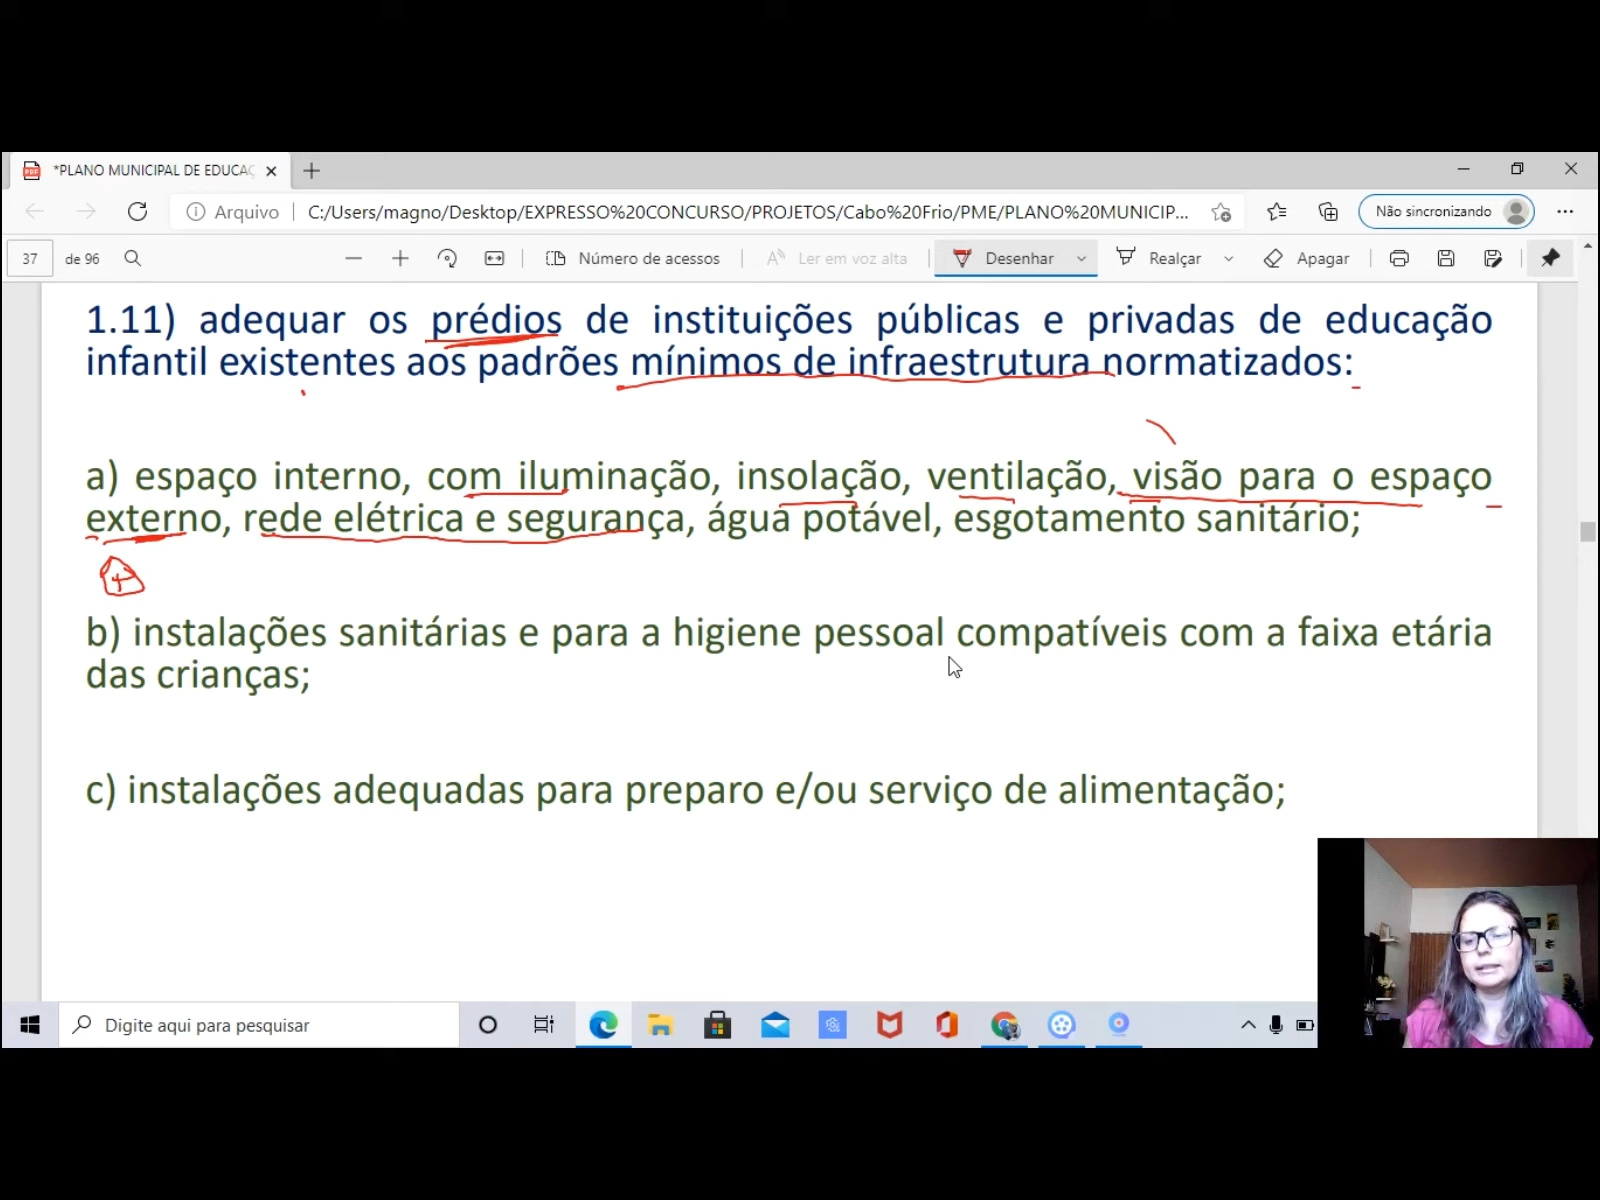 *PLANO MUNICIPAL DE EDUCAÇ
Arquivo
C:/Users/magno/Desktop/EXPRESSO%20CONCURSO/PROJETOS/Cabo%20Frio/PME/PLANO%20MUNICIP...
Não sincronizando
37 de 96
Número de acessos
Ler em voz alta
Desenhar
Realçar
Apagar
1.11) adequar os prédios de instituições públicas e privadas de educação
infantil existentes aos padrões mínimos de infraestrutura normatizados:
a) espaço interno, com iluminação, insolação, ventilação, visão para o espaço
externo, rede elétrica e segurança, água potável, esgotamento sanitário;
b) instalações sanitárias e para a higiene pessoal compatíveis com a faixa etária
das crianças;
c) instalações adequadas para preparo e/ou serviço de alimentação;
Digite aqui para pesquisar